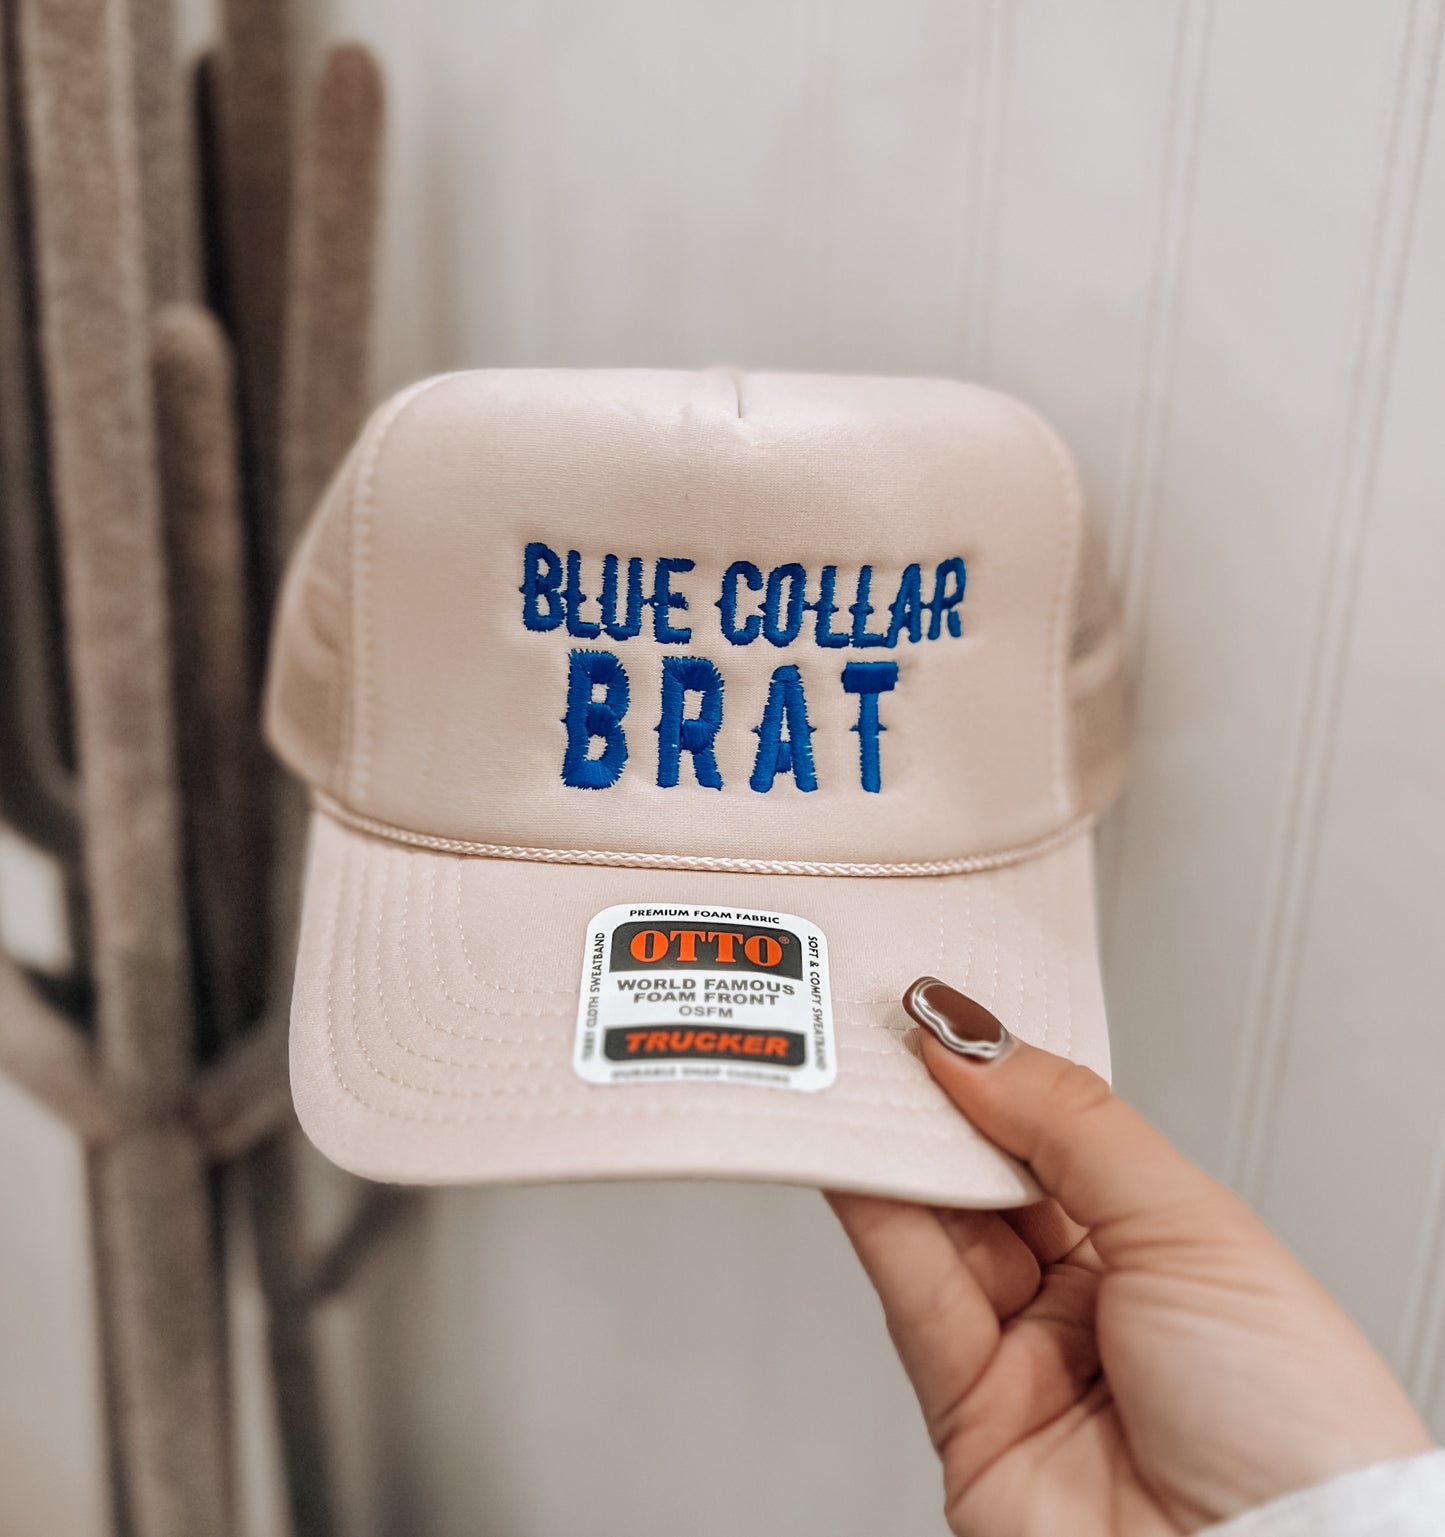 BLUE COLLAR
BRAT
PREMIUM FOAM FABRIC
OTTO®
WORLD FAMOUS
FOAM FRONT
OSFM
TRUCKER
DURABLE SNAP CLOSURE
TERRY CLOTH SWEATBAND
SOFT & COMFY SWEATBAND